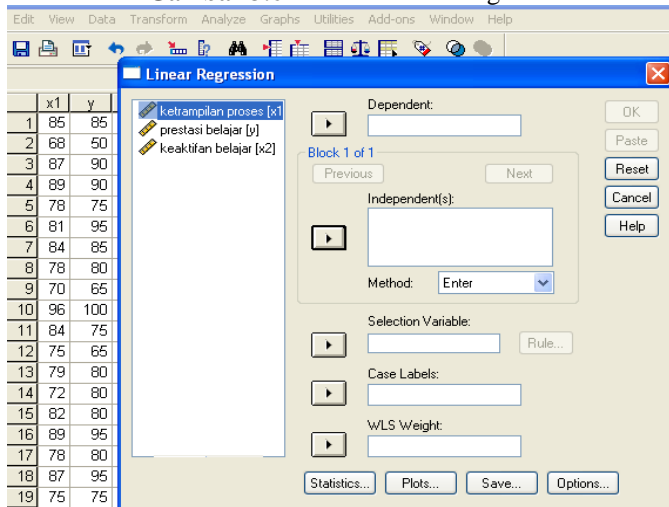 Edit View Data Transform Analyze Graphs Utilities Add-ons Window Help
Linear Regression
x1 y
1 85 85
2 68 50
3 87 90
4 89 90
5 78 75
6 81 95
7 84 85
8 78 80
9 70 65
10 96 100
11 84 75
12 75 65
13 79 80
14 72 80
15 82 80
16 89 95
17 78 80
18 87 95
19 75 75
ketrampilan proses [x1
prestasi belajar [y]
keaktifan belajar [x2]
Dependent:
Block 1 of 1
Previous Next
Independent(s):
Method: Enter
Selection Variable:
Rule...
Case Labels:
WLS Weight:
Statistics... Plots... Save... Options...
OK
Paste
Reset
Cancel
Help